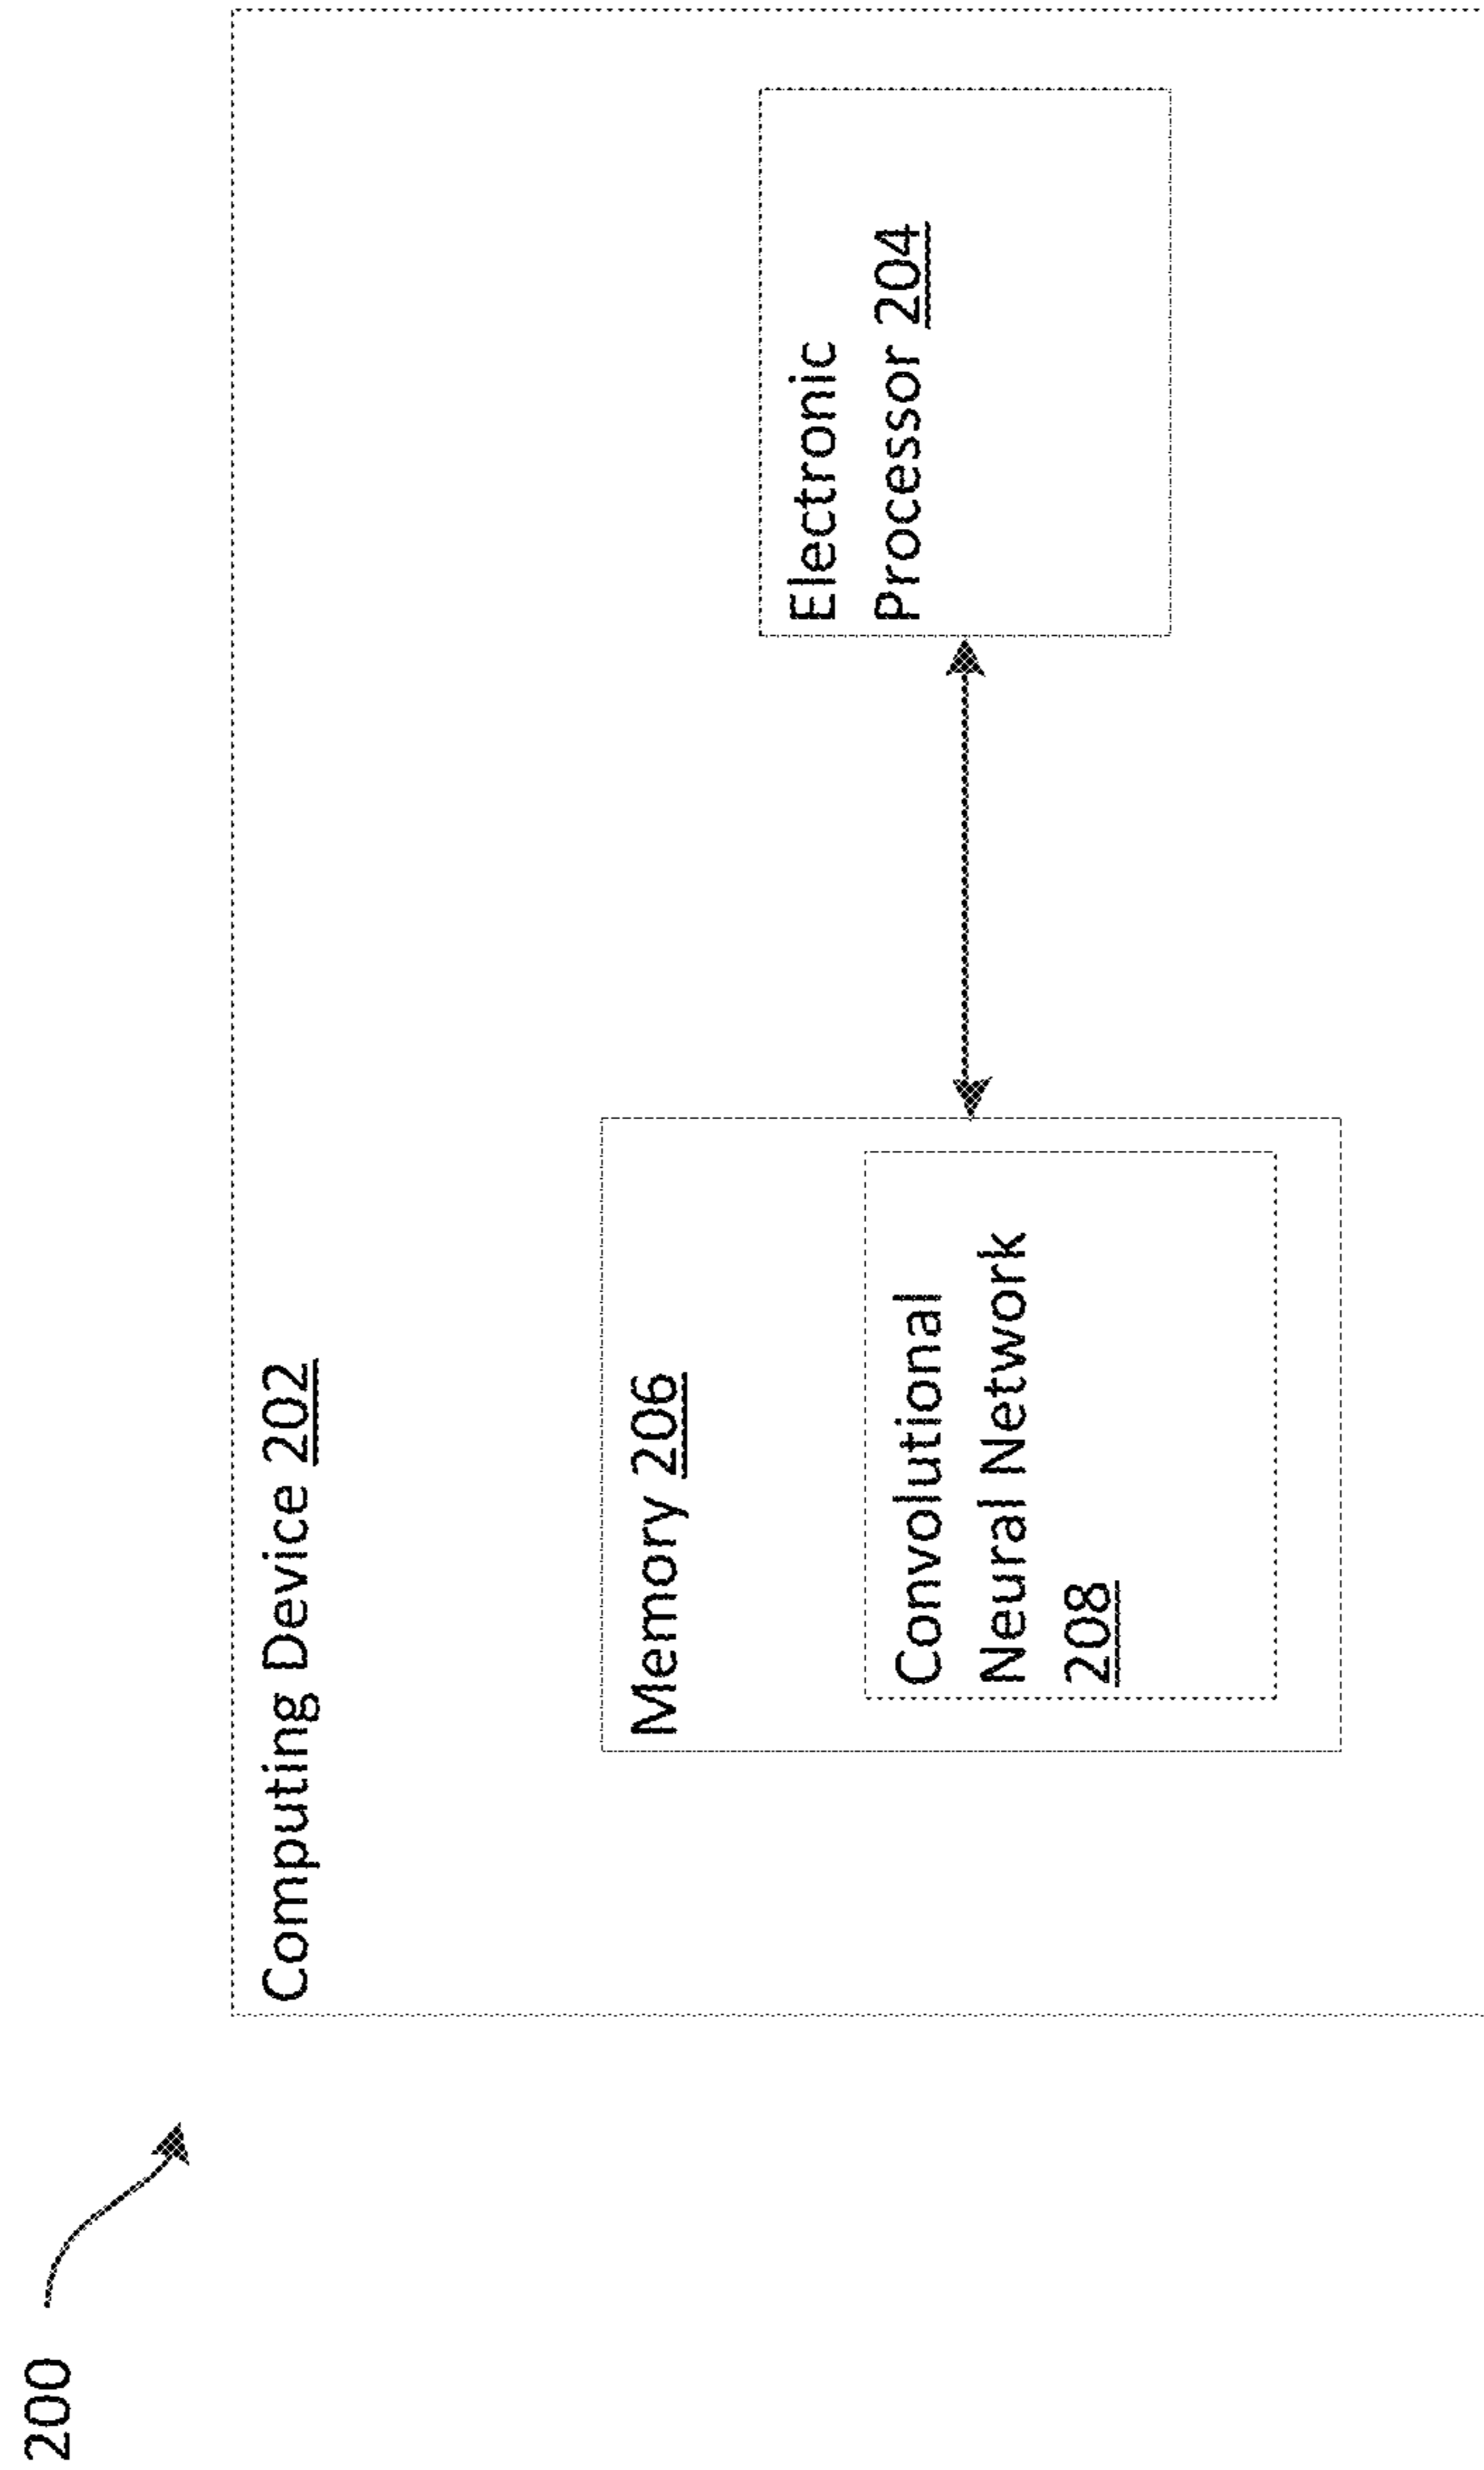 200
Computing Device 202
Memory 206
Convolutional
Neural Network
208
Electronic
Processor 204